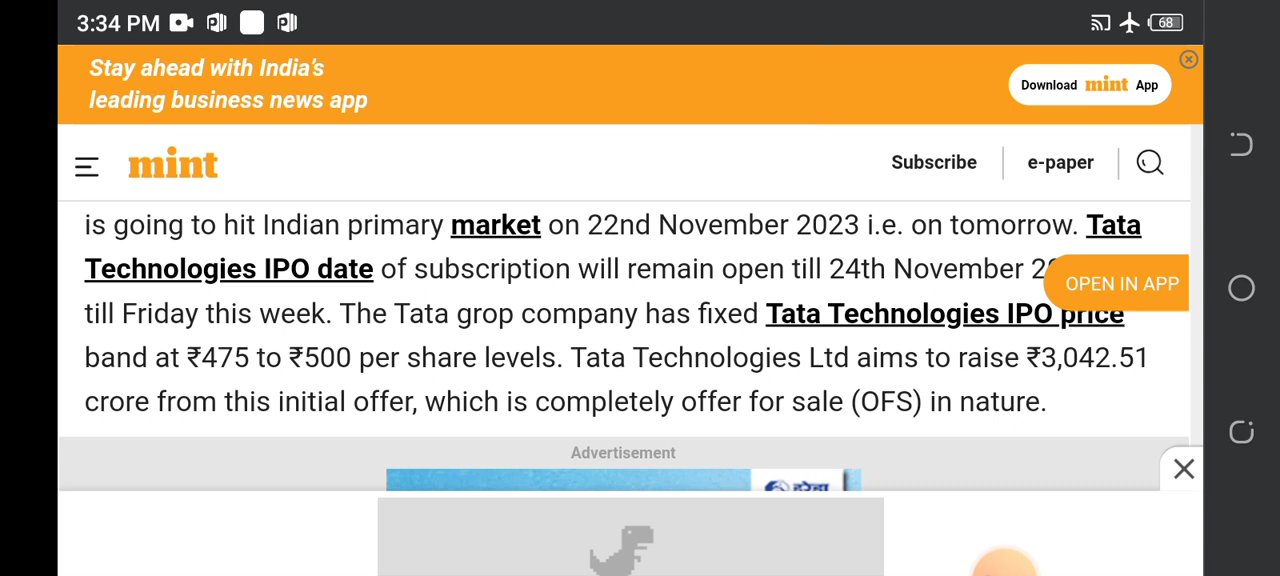 3:34 PM
68
Stay ahead with India's
leading business news app
Download mint App
mint
Subscribe
e-paper
is going to hit Indian primary market on 22nd November 2023 i.e. on tomorrow. Tata
Technologies IPO date of subscription will remain open till 24th November
OPEN IN APP
till Friday this week. The Tata grop company has fixed Tata Technologies IPO price
band at ₹475 to ₹500 per share levels. Tata Technologies Ltd aims to raise ₹3,042.51
crore from this initial offer, which is completely offer for sale (OFS) in nature.
Advertisement